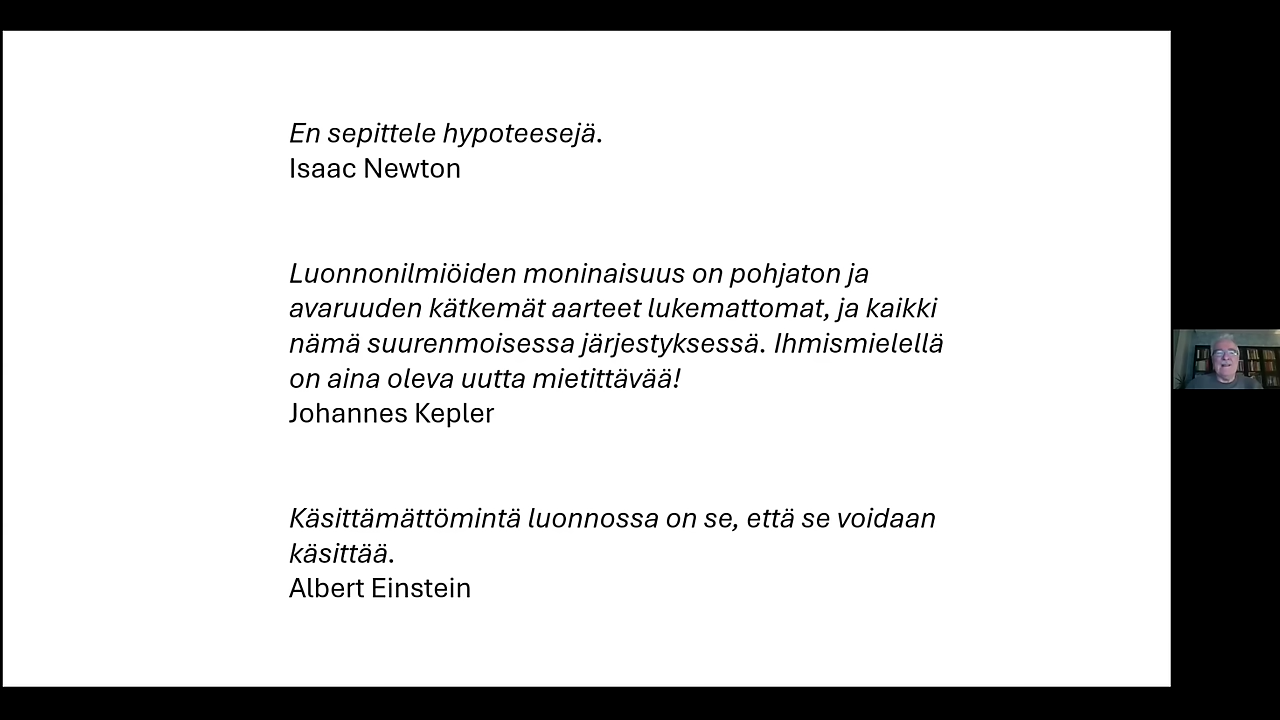 En sepittele hypoteesejä.
Isaac Newton
Luonnonilmiöiden moninaisuus on pohjaton ja
avaruuden kätkemät aarteet lukemattomat, ja kaikki
nämä suurenmoisessa järjestyksessä. Ihmismielellä
on aina oleva uutta mietittävää!
Johannes Kepler
Käsittämättömintä luonnossa on se, että se voidaan
käsittää.
Albert Einstein